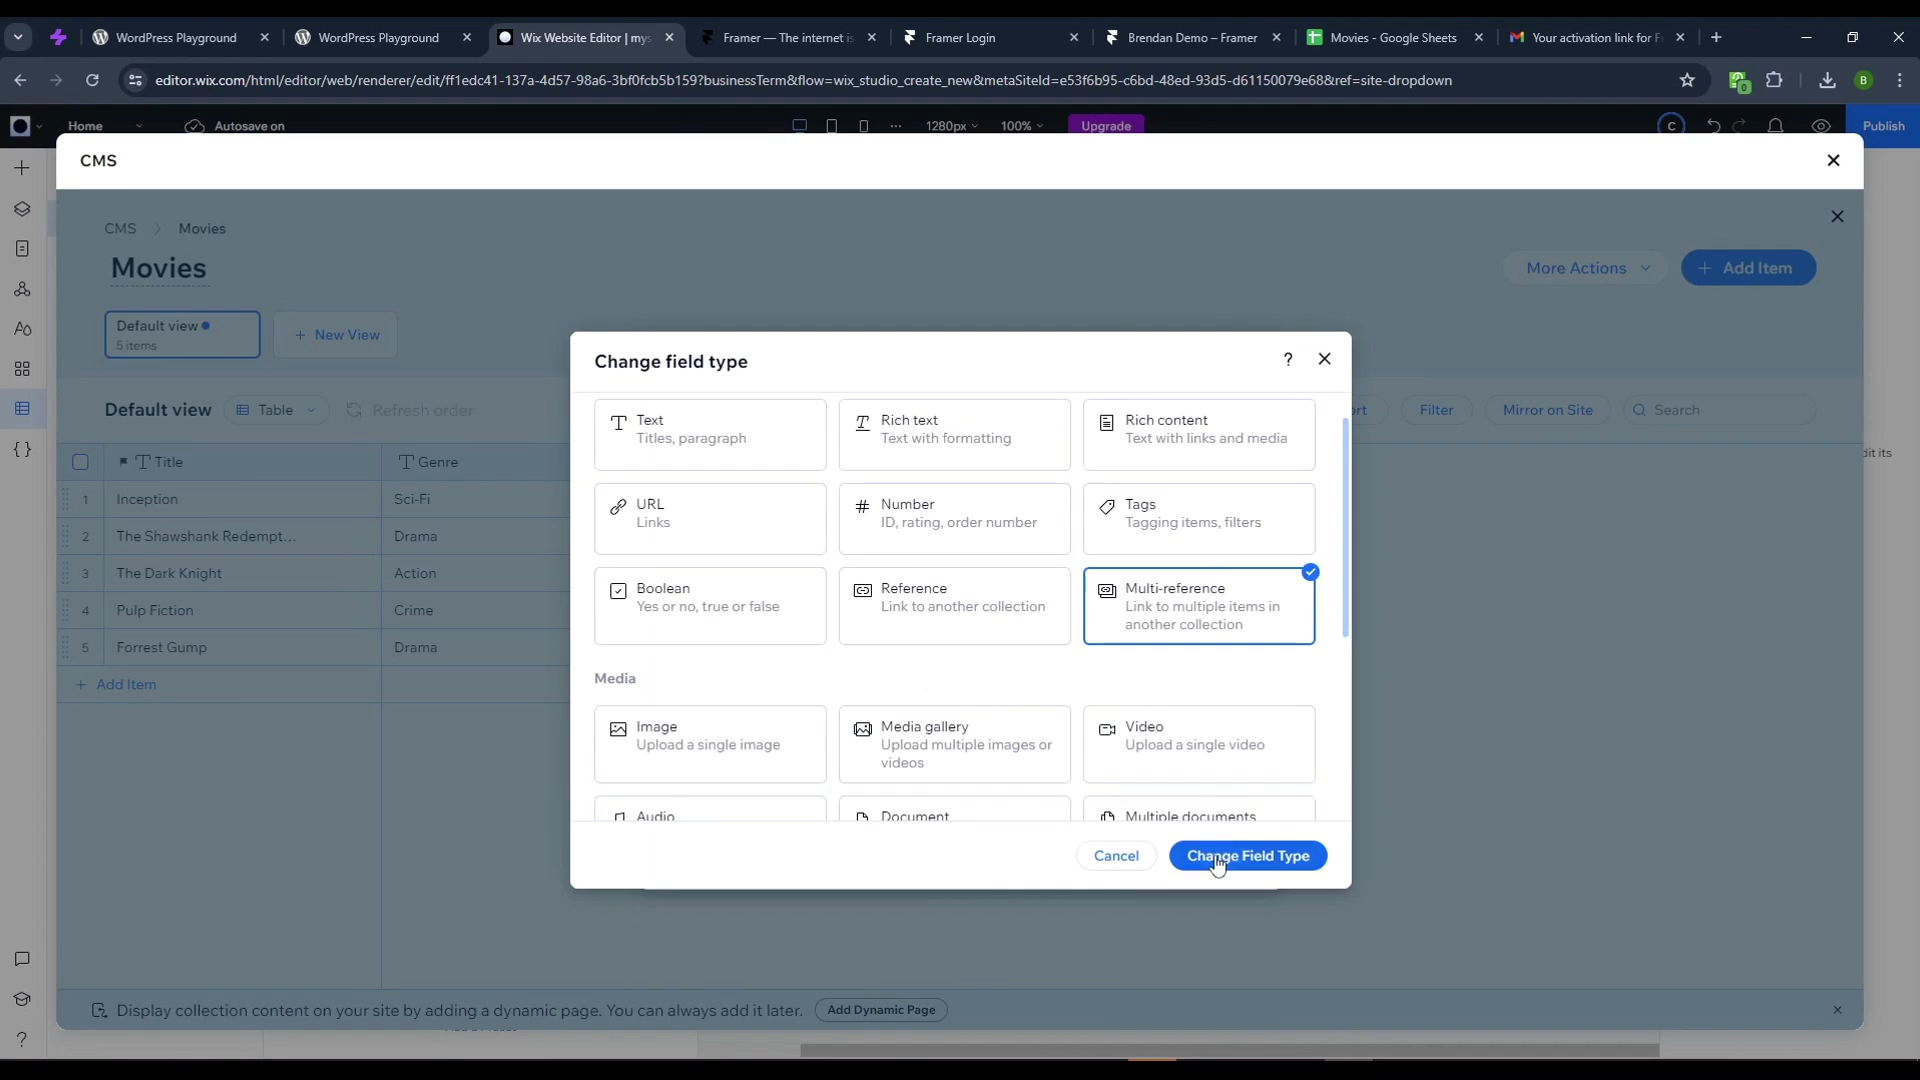 WordPress Playground
WordPress Playground
Wix Website Editor | mys
Framer — The internet is
Framer Login
Brendan Demo – Framer
Movies - Google Sheets
Your activation link for F
editor.wix.com/html/editor/web/renderer/edit/ff1edc41-137a-4d57-98a6-3bf0fcb5b159?businessTerm&flow=wix_studio_create_new&metaSiteId=e53f6b95-c6bd-48ed-93d5-d61150079e68&ref=site-dropdown
0
B
Home
Autosave on
1280px
100%
Upgrade
C
Publish
CMS
CMS
Movies
Movies
More Actions
Add Item
Default view
5 items
New View
Default view
Table
Refresh order
ort
Filter
Mirror on Site
Search
dit its
Title
Genre
1
Inception
Sci-Fi
2
The Shawshank Redempt...
Drama
3
The Dark Knight
Action
4
Pulp Fiction
Crime
5
Forrest Gump
Drama
Add Item
Change field type
?
Text
Titles, paragraph
Rich text
Text with formatting
Rich content
Text with links and media
URL
Links
Number
ID, rating, order number
Tags
Tagging items, filters
Boolean
Yes or no, true or false
Reference
Link to another collection
Multi-reference
Link to multiple items in
another collection
Media
Image
Upload a single image
Media gallery
Upload multiple images or
videos
Video
Upload a single video
Audio
Document
Multiple documents
Cancel
Change Field Type
Display collection content on your site by adding a dynamic page. You can always add it later.
Add Dynamic Page